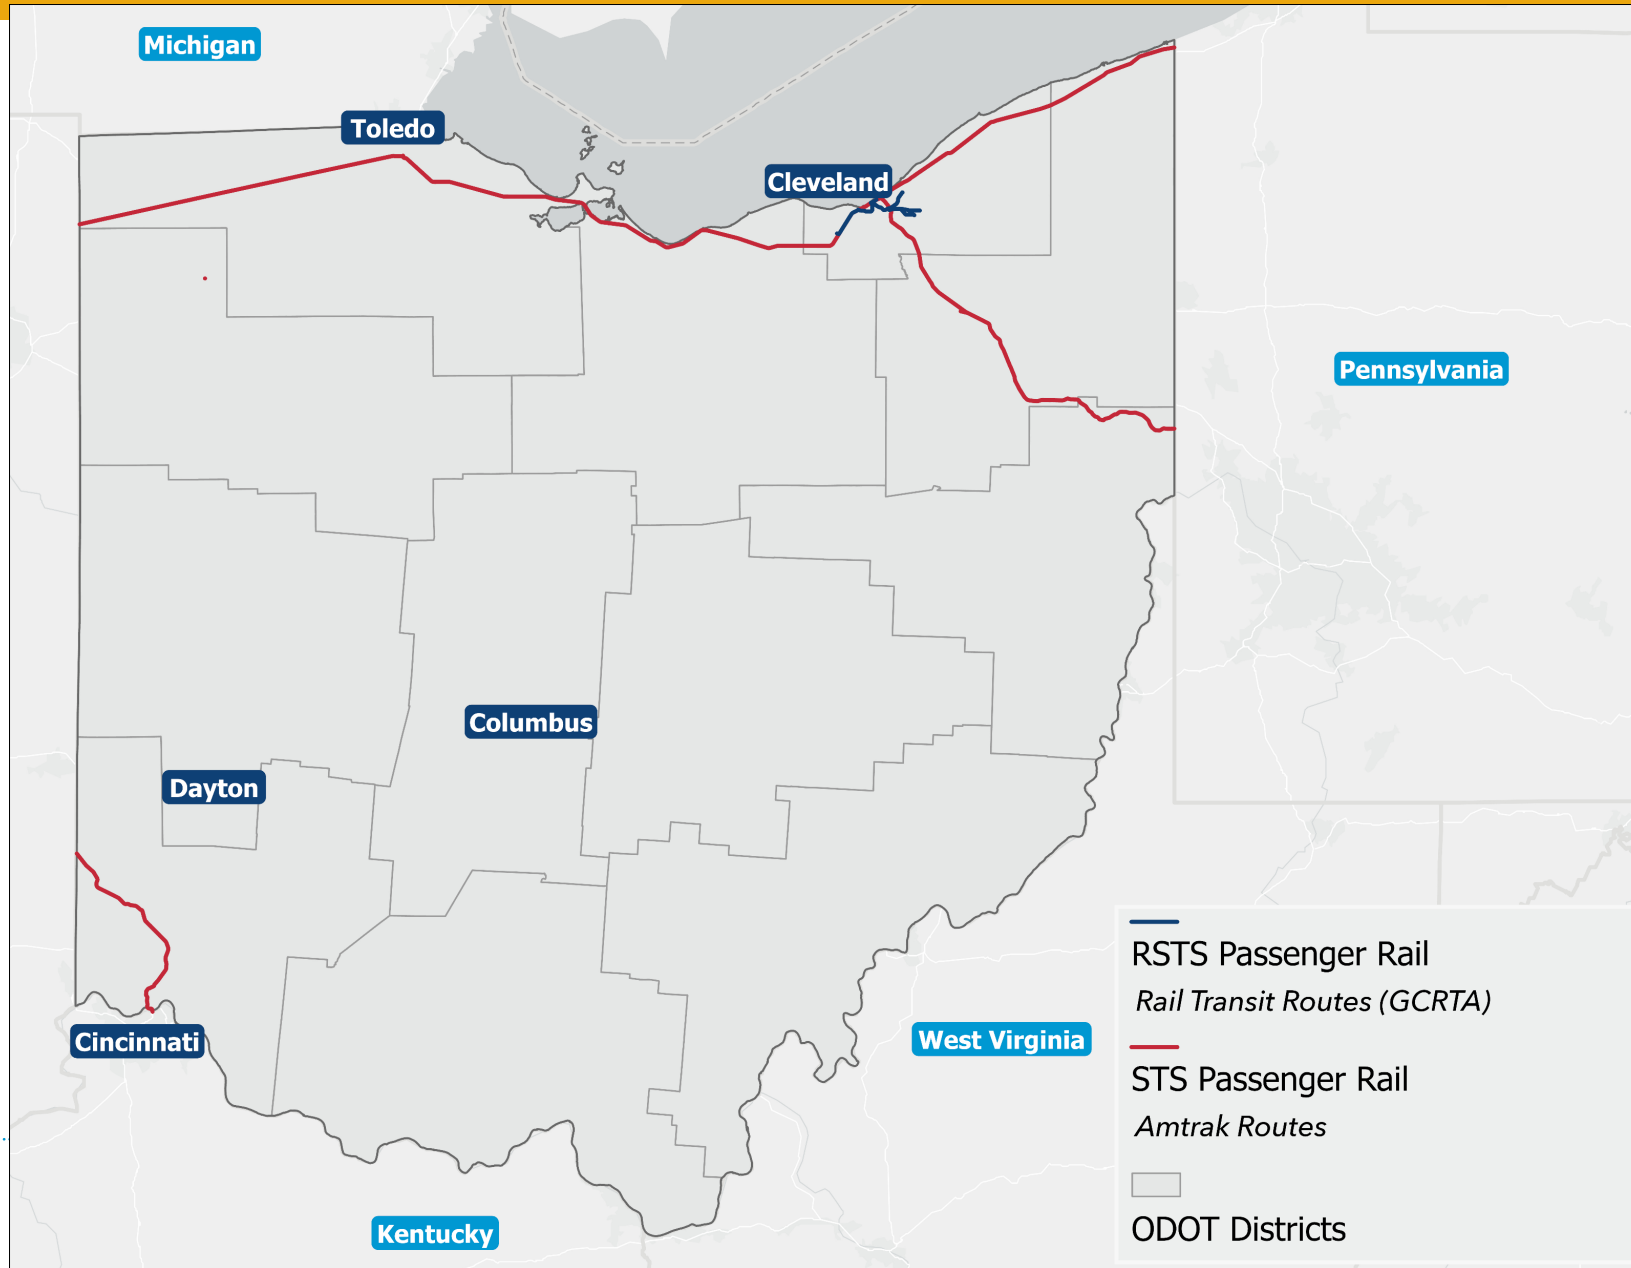 Michigan
Toledo
Cleveland
Pennsylvania
Columbus
Dayton
Cincinnati
West Virginia
Kentucky
RSTS Passenger Rail
Rail Transit Routes (GCRTA)
STS Passenger Rail
Amtrak Routes
ODOT Districts